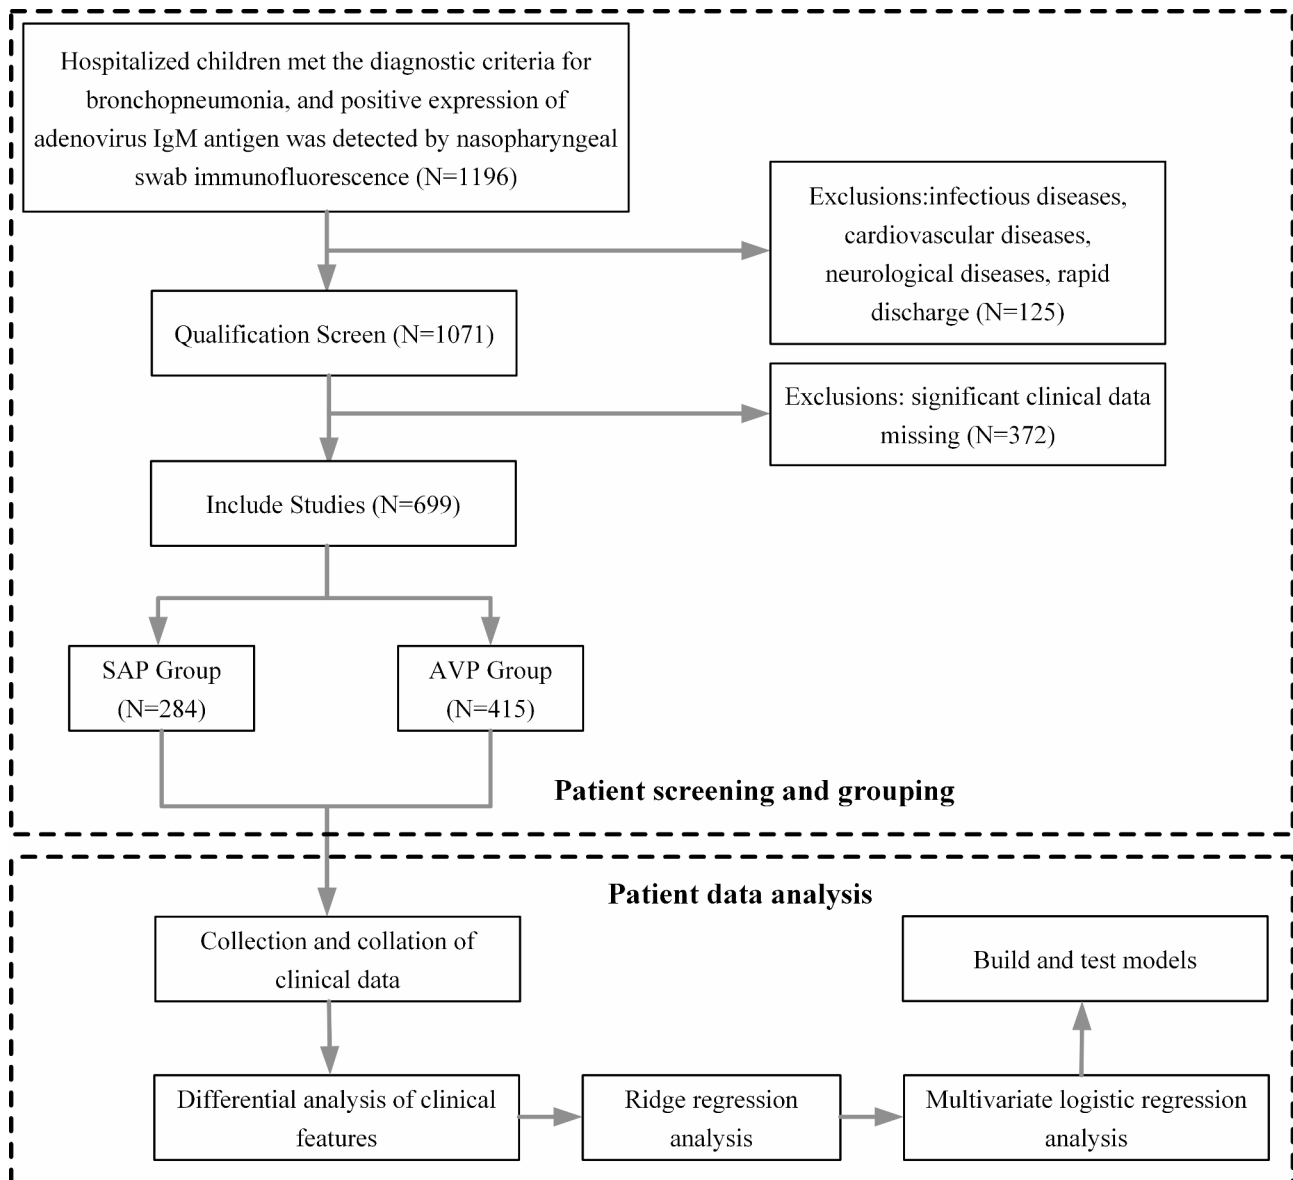 Hospitalized children met the diagnostic criteria for
bronchopneumonia, and positive expression of
adenovirus IgM antigen was detected by nasopharyngeal
swab immunofluorescence (N=1196)
Exclusions:infectious diseases,
cardiovascular diseases,
neurological diseases, rapid
discharge (N=125)
Qualification Screen (N=1071)
Exclusions: significant clinical data
missing (N=372)
Include Studies (N=699)
SAP Group
(N=284)
AVP Group
(N=415)
Patient screening and grouping
Patient data analysis
Collection and collation of
clinical data
Differential analysis of clinical
features
Ridge regression
analysis
Multivariate logistic regression
analysis
Build and test models